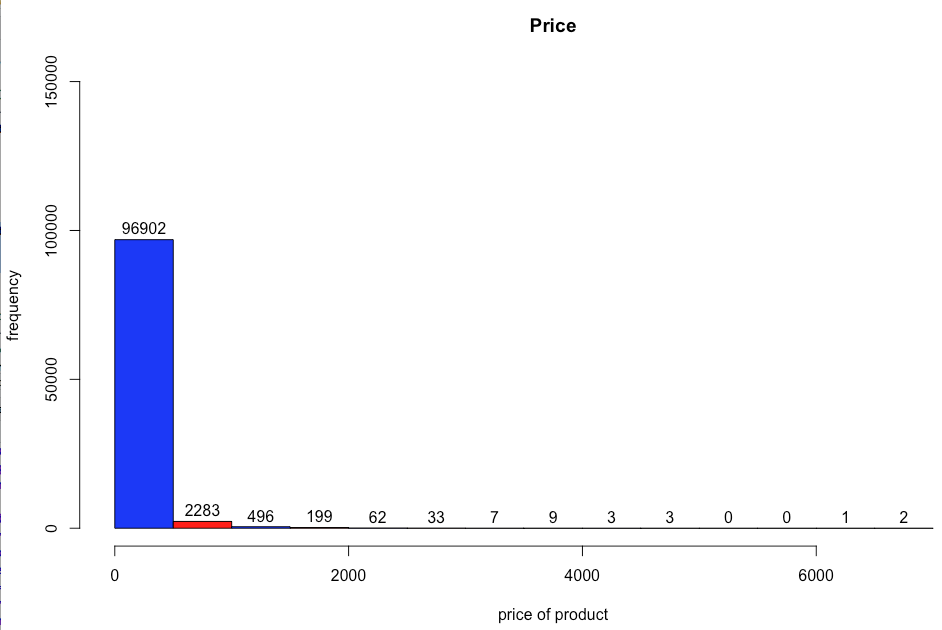 Price
150000
100000
50000
0
frequency
96902
2283 496 199 62 33 7 9 3 3 0 0 1 2
0 2000 4000 6000
price of product